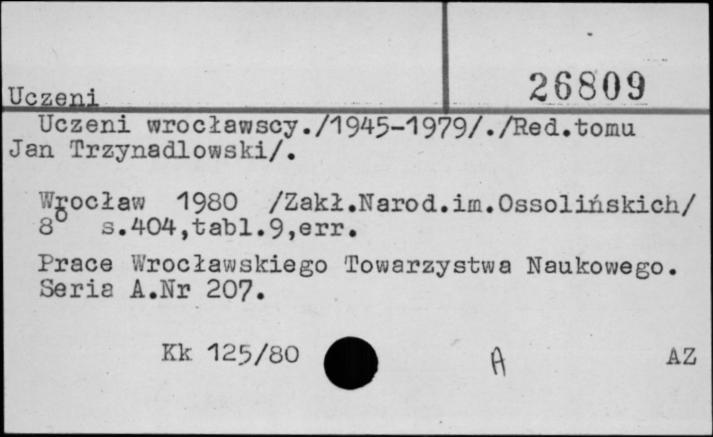 26809
Uczeni
Uczeni wrocławscy./1945-1979/./Red.tomu
Jan Trzynadlowski/.
Wrocław 1980 /Zakł.Narod.im.Ossolińskich/
8° s.404,tabl.9,err.
Prace Wrocławskiego Towarzystwa Naukowego.
Seria A.Nr 207.
Kk 125/80 A AZ